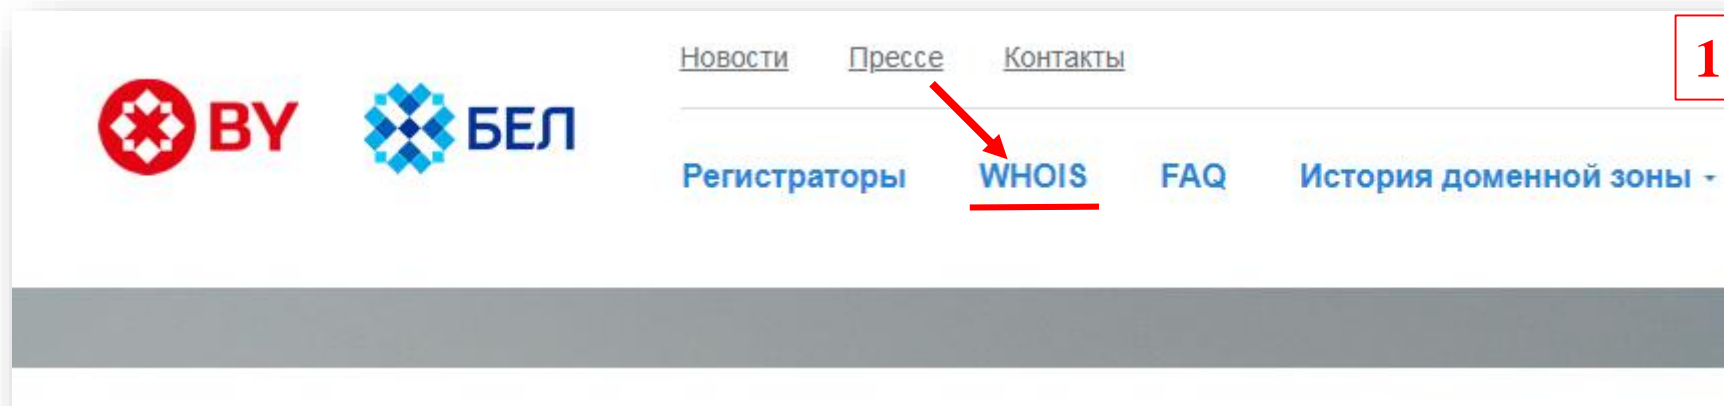 Новости Прессе Контакты
1
BY БЕЛ
Регистраторы WHOIS FAQ История доменной зоны -